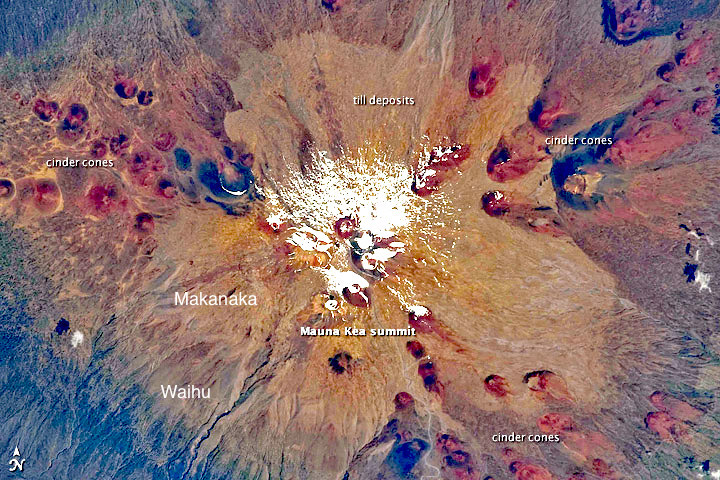 till deposits
cinder cones
cinder cones
Makanaka
Mauna Kea summit
Waihu
cinder cones
N